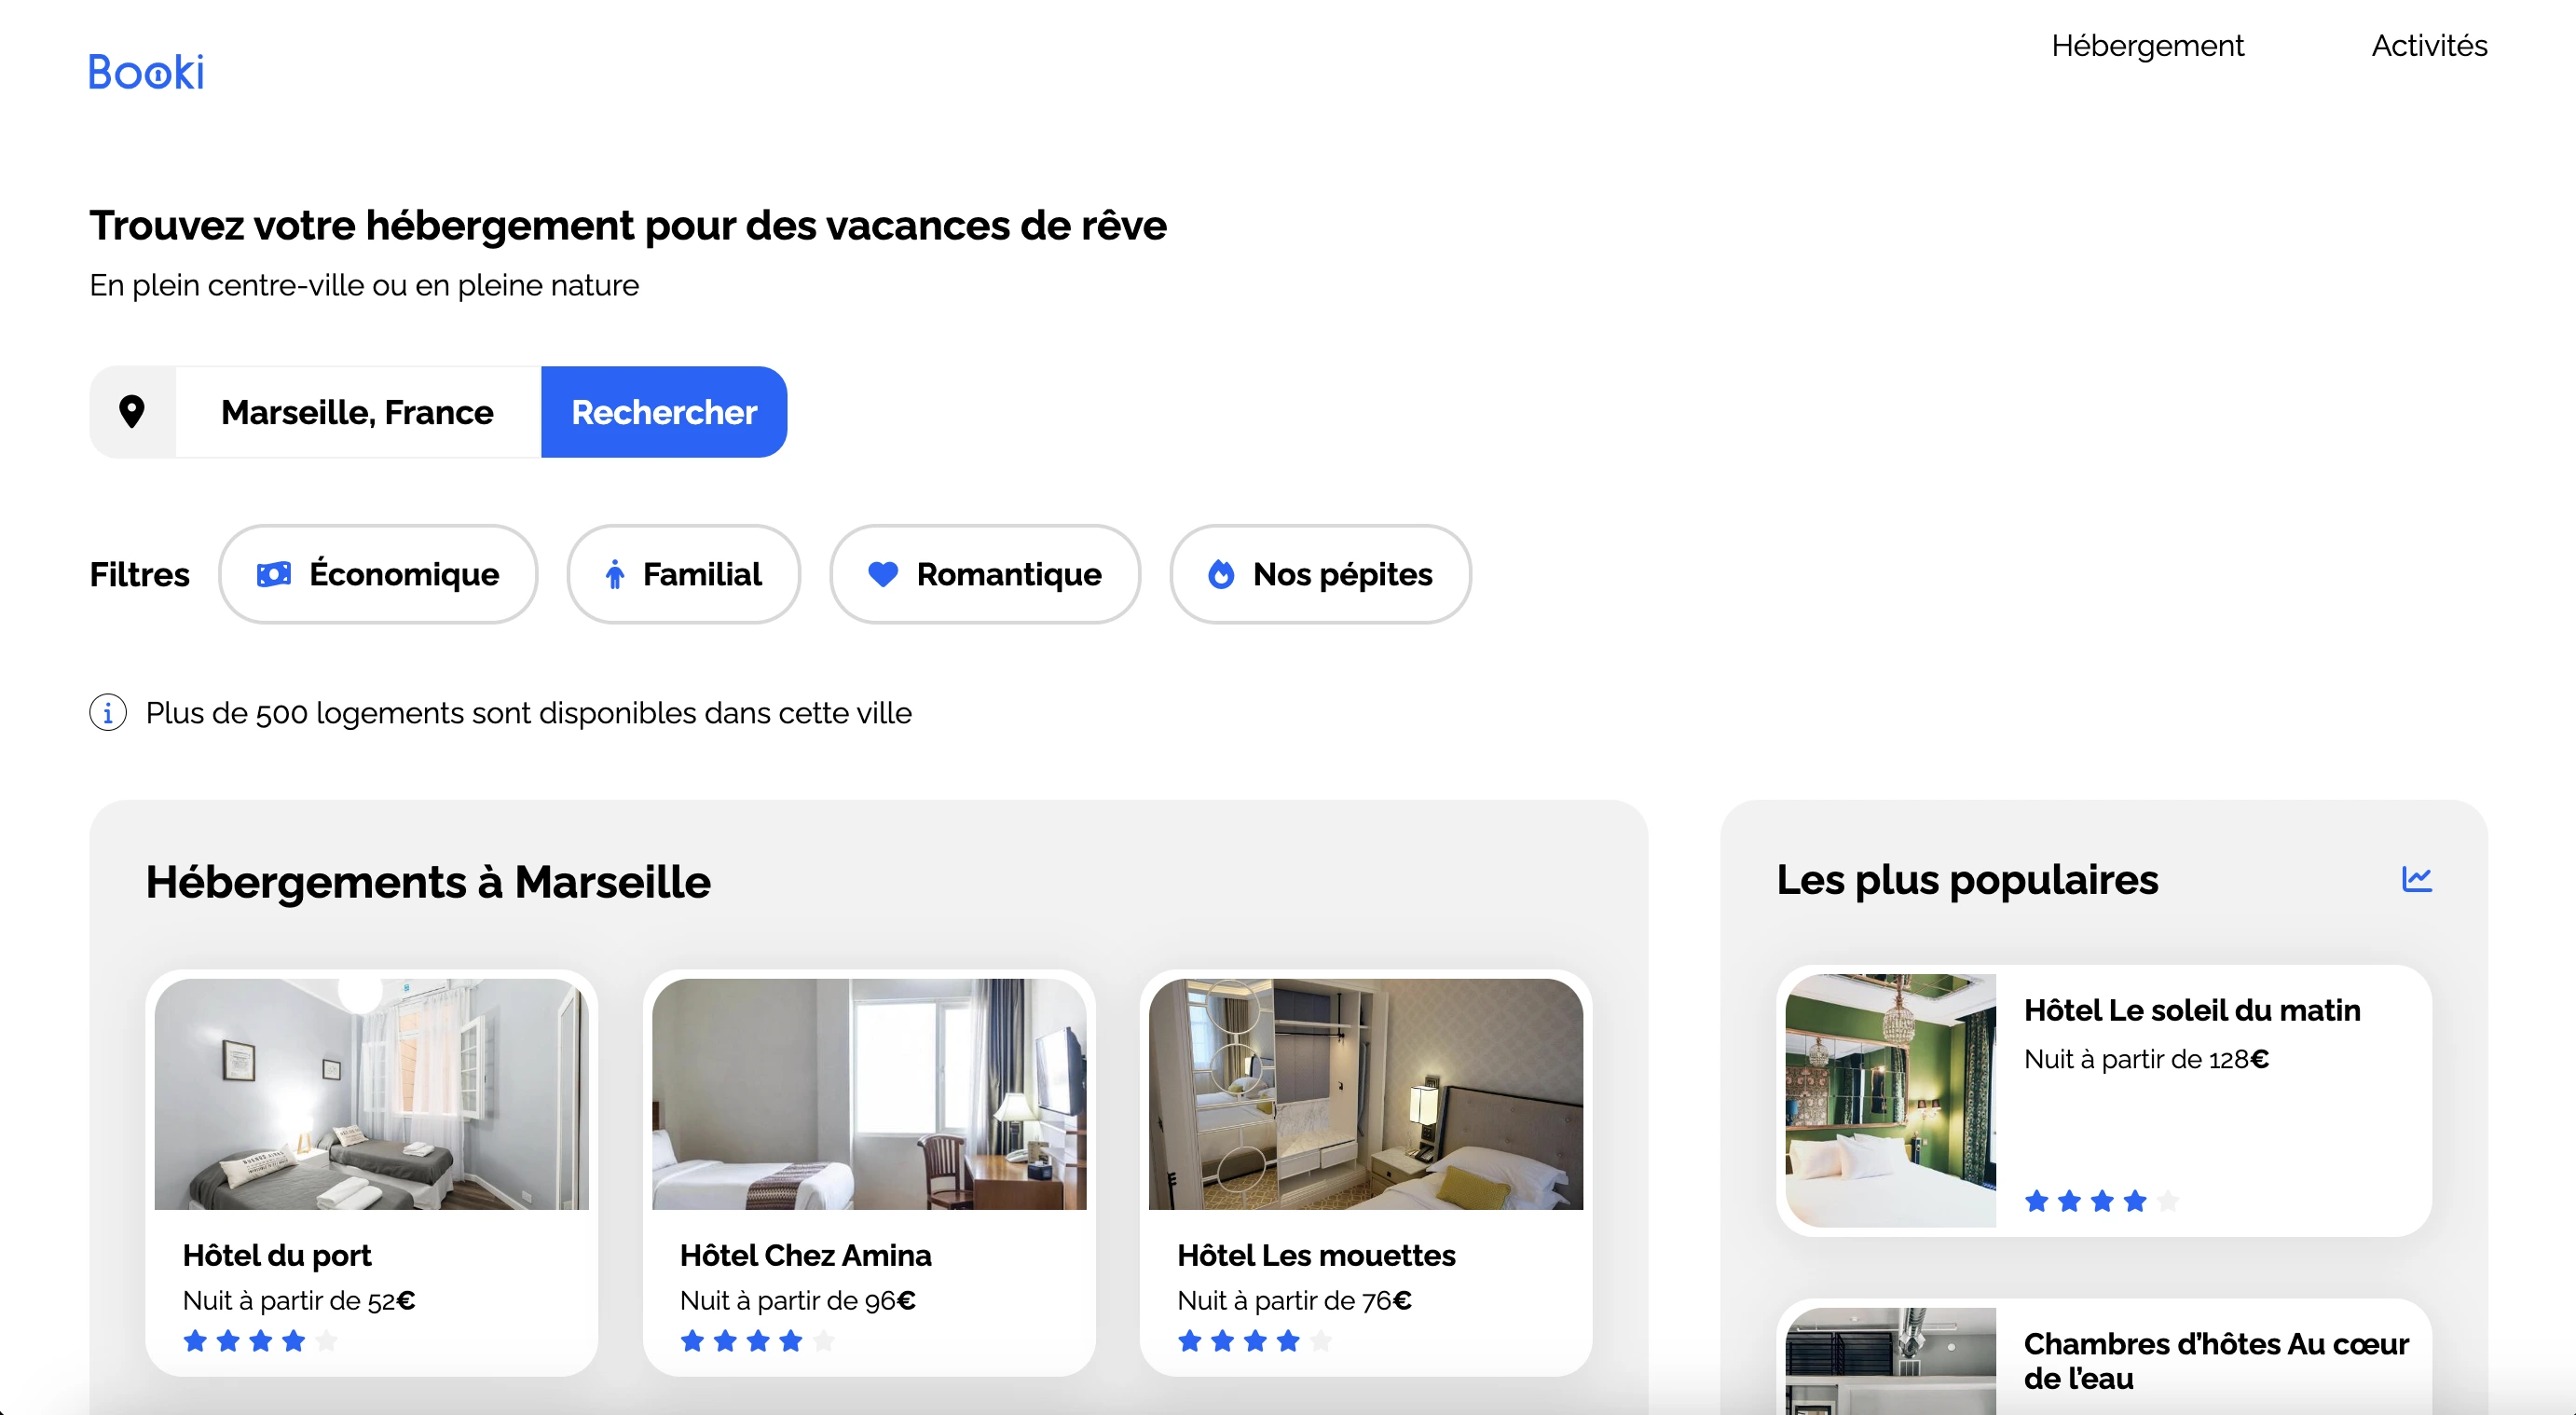 Booki
Hébergement
Activités
Trouvez votre hébergement pour des vacances de rêve
En plein centre-ville ou en pleine nature
Marseille, France
Rechercher
Filtres
Économique
Familial
Romantique
Nos pépites
Plus de 500 logements sont disponibles dans cette ville
Hébergements à Marseille
Hôtel du port
Nuit à partir de 52€
Hôtel Chez Amina
Nuit à partir de 96€
Hôtel Les mouettes
Nuit à partir de 76€
Les plus populaires
Hôtel Le soleil du matin
Nuit à partir de 128€
Chambres d’hôtes Au cœur
de l’eau